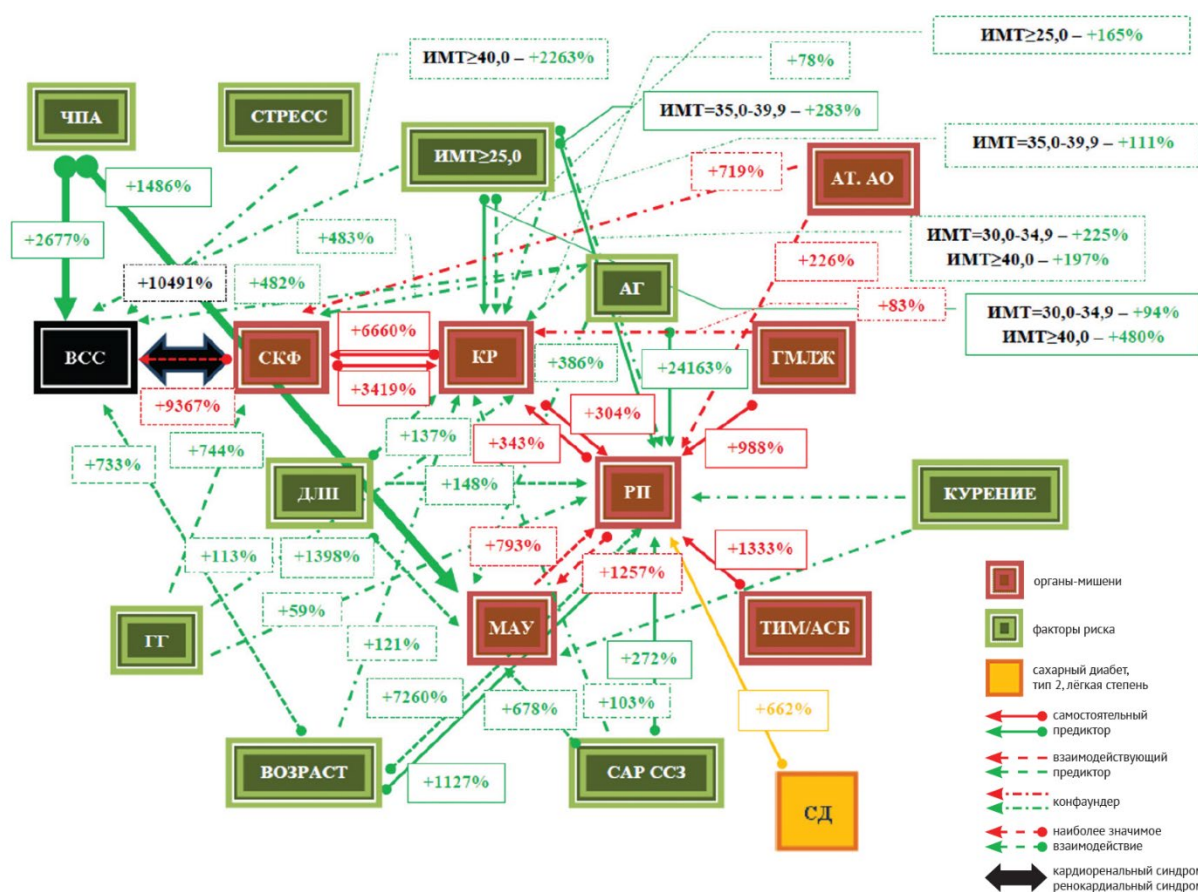 ИМТ≥40,0 – +2263%
ИМТ≥25,0 – +165%
+78%
ЧПА
СТРЕСС
ИМТ≥25,0
ИМТ=35,0-39,9 – +283%
ИМТ=35,0-39,9 – +111%
+1486%
+719%
АТ. АО
+2677%
+483%
ИМТ=30,0-34,9 – +225%
ИМТ≥40,0 – +197%
+10491%
+482%
+226%
АГ
+83%
ИМТ=30,0-34,9 – +94%
ИМТ≥40,0 – +480%
ВСС
СКФ
+6660%
+3419%
КР
+386%
+24163%
ГМЛЖ
+9367%
+304%
+733%
+744%
+137%
+343%
+988%
ДЛП
+148%
РП
КУРЕНИЕ
+113%
+1398%
+793%
+1257%
+1333%
органы-мишени
+59%
МАУ
ТИМ/АСБ
факторы риска
ГГ
+121%
+272%
сахарный диабет,
тип 2, лёгкая степень
+7260%
+678%
+103%
+662%
самостоятельный
предиктор
ВОЗРАСТ
+1127%
САР ССЗ
взаимодействующий
предиктор
СД
конфаундер
наиболее значимое
взаимодействие
кардиоренальный синдром
ренокардиальный синдром